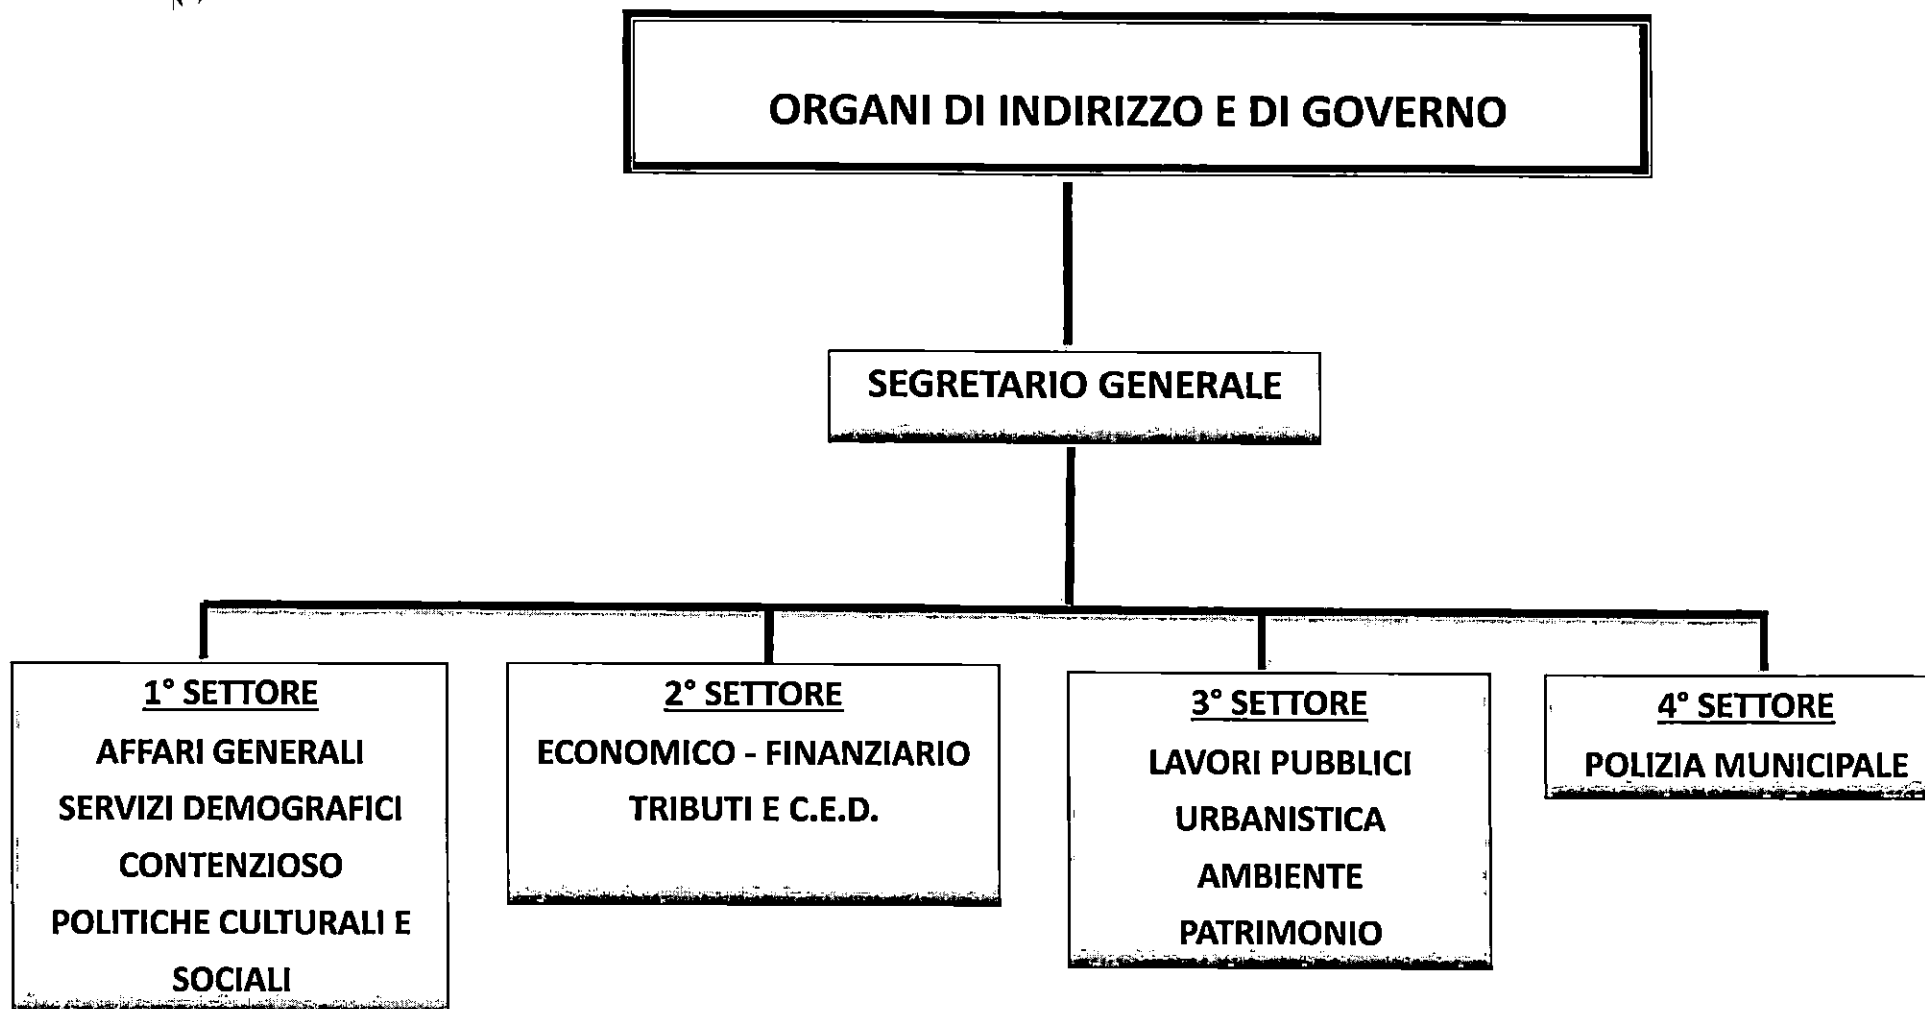 ORGANI DI INDIRIZZO E DI GOVERNO
SEGRETARIO GENERALE
1° SETTORE
AFFARI GENERALI
SERVIZI DEMOGRAFICI
CONTENZIOSO
POLITICHE CULTURALI E
SOCIALI
2° SETTORE
ECONOMICO - FINANZIARIO
TRIBUTI E C.E.D.
3° SETTORE
LAVORI PUBBLICI
URBANISTICA
AMBIENTE
PATRIMONIO
4° SETTORE
POLIZIA MUNICIPALE